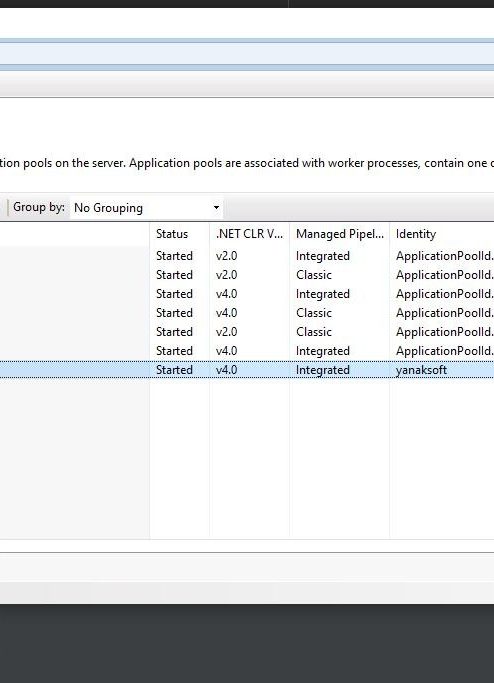 tion pools on the server. Application pools are associated with worker processes, contain one
Group by: No Grouping
Status .NET CLR V... Managed Pipel... Identity
Started v2.0 Integrated ApplicationPoolId.
Started v2.0 Classic ApplicationPoolId.
Started v4.0 Integrated ApplicationPoolId.
Started v4.0 Classic ApplicationPoolId.
Started v2.0 Classic ApplicationPoolId.
Started v4.0 Integrated ApplicationPoolId.
Started v4.0 Integrated yanaksoft